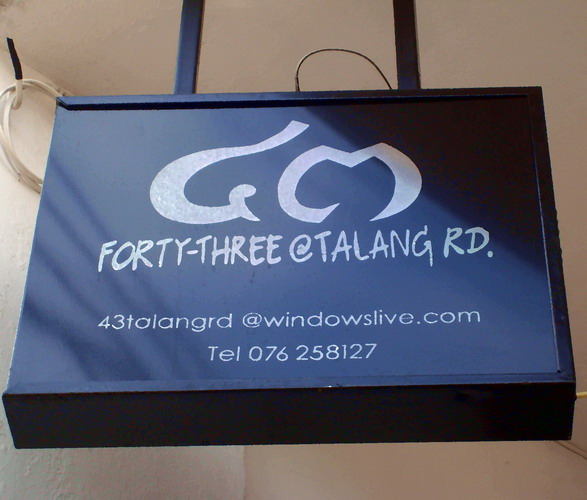 ๔๓
FORTY-THREE @TALANG RD.
43talangrd @windowslive.com
Tel 076 258127